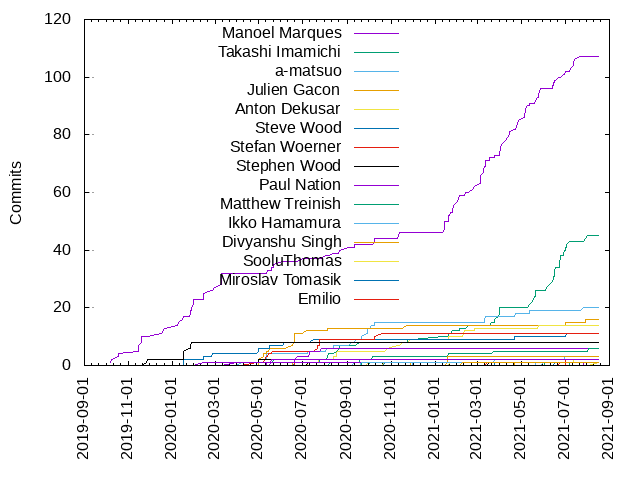 120
100
80
60
40
20
0
Commits
Manoel Marques
Takashi Imamichi
a-matsuo
Julien Gacon
Anton Dekusar
Steve Wood
Stefan Woerner
Stephen Wood
Paul Nation
Matthew Treinish
Ikko Hamamura
Divyanshu Singh
SooluThomas
Miroslav Tomasik
Emilio
2019-09-01
2019-11-01
2020-01-01
2020-03-01
2020-05-01
2020-07-01
2020-09-01
2020-11-01
2021-01-01
2021-03-01
2021-05-01
2021-07-01
2021-09-01